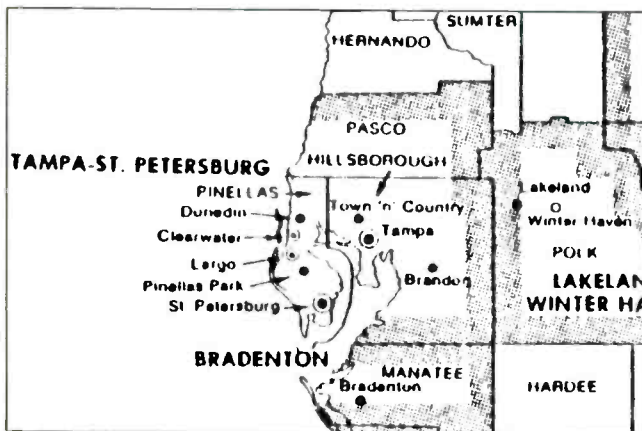 SUMTER
HERNANDO
PASCO
TAMPA-ST. PETERSBURG
HILLSBOROUGH
PINELLAS
Lakeland
Dunedin
Town 'n' Country
Winter Haven
Clearwater
Tampa
Largo
POLK
Pinellas Park
Brandon
LAKELAN
St. Petersburg
WINTER HA
BRADENTON
MANATEE
Bradenton
HARDEE